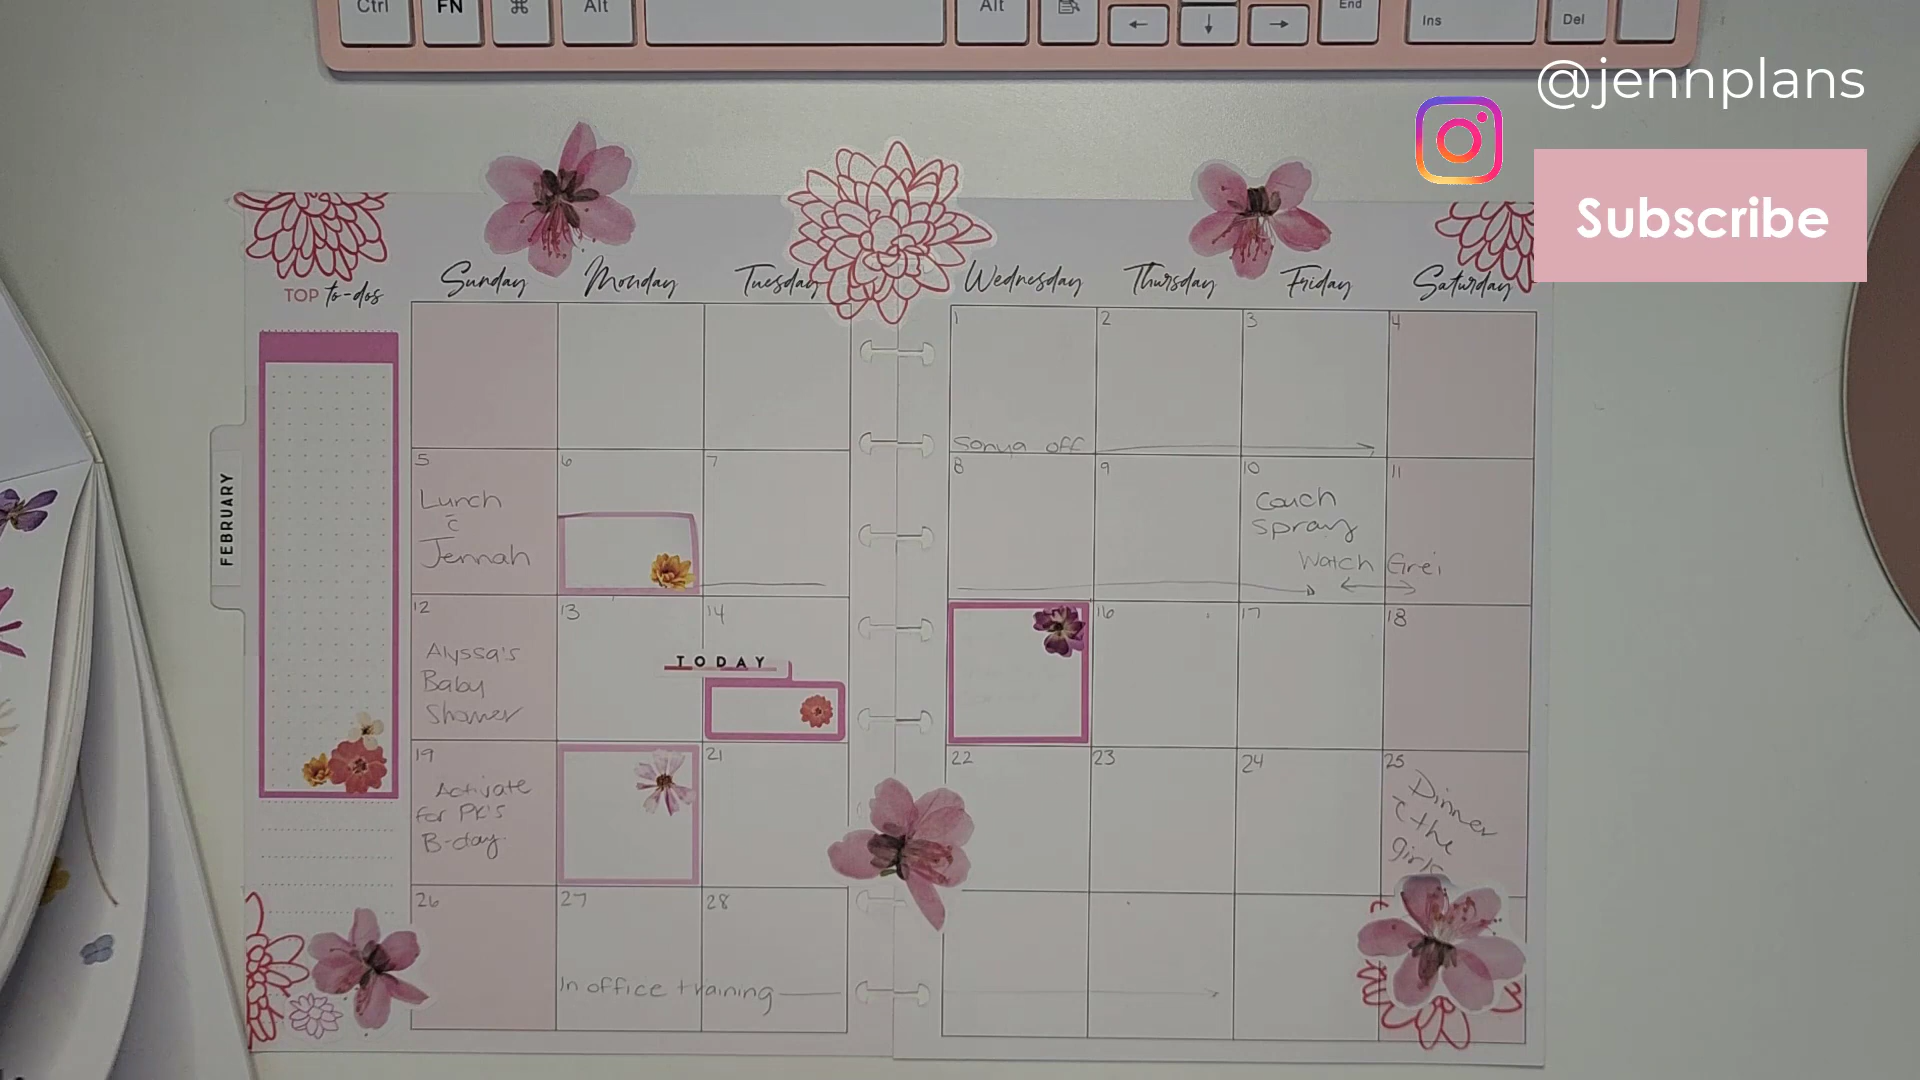 Ctrl FN ⌘ Alt Alt End Ins Del
← ↓ →
@jennplans
Subscribe
TOP to-dos
Sunday Monday Tuesday Wednesday Thursday Friday Saturday
FEBRUARY
1 2 3 4
Sonya off
5 6 7 8 9 10 11
Lunch
c̄
Jennah
Couch
Spray
Watch Grei
12 13 14 16 17 18
Alyssa's
Baby
Shower
TODAY
19 21 22 23 24 25
Activate
for PK's
B-day
Dinner
c̄ the
girls
26 27 28
In office training